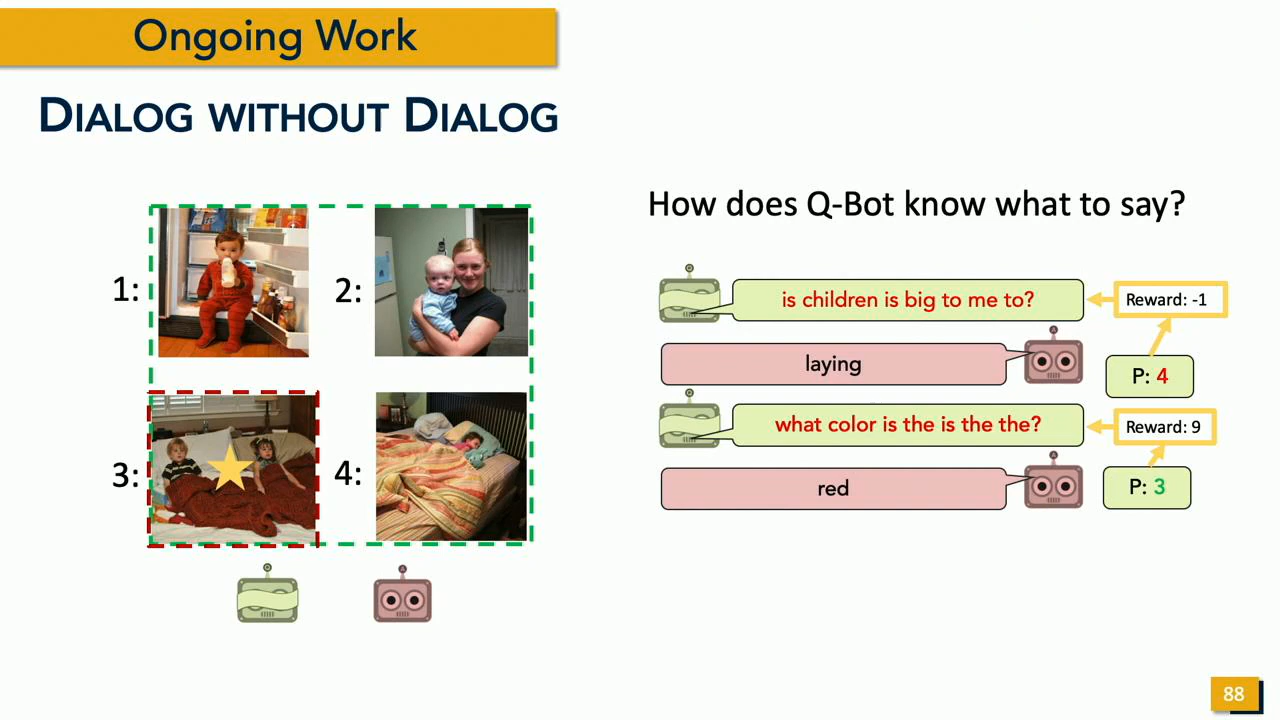 Ongoing Work
DIALOG WITHOUT DIALOG
1:
2:
3:
4:
How does Q-Bot know what to say?
is children is big to me to?
Reward: -1
laying
P: 4
what color is the is the the?
Reward: 9
red
P: 3
88